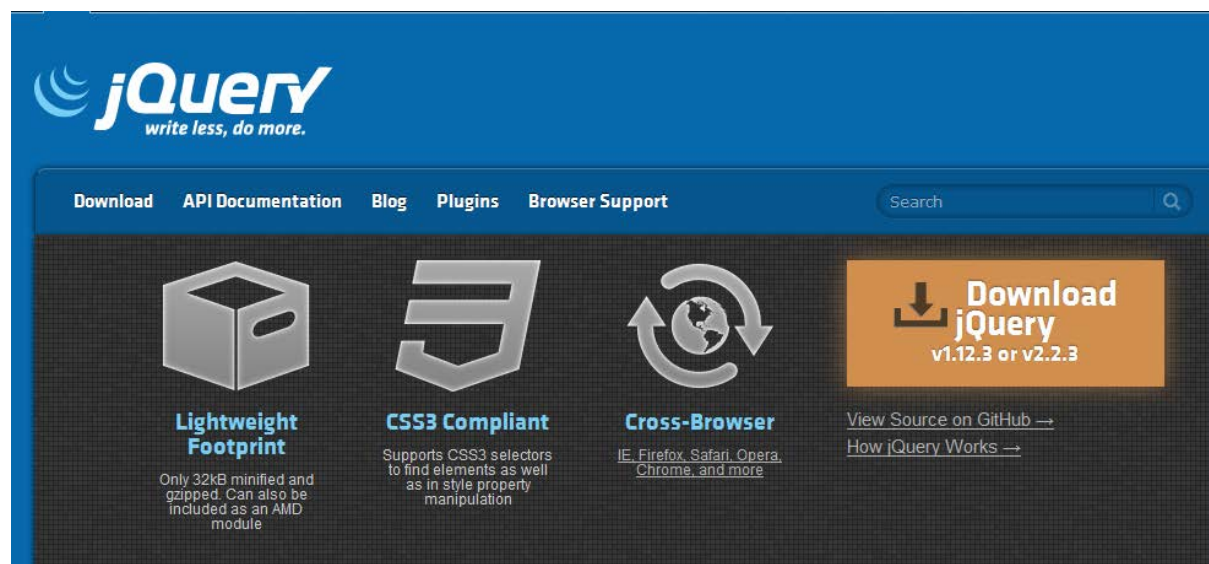 jQuery
write less, do more.
Download API Documentation Blog Plugins Browser Support
Search
Lightweight
Footprint
Only 32kB minified and
gzipped. Can also be
included as an AMD
module
CSS3 Compliant
Supports CSS3 selectors
to find elements as well
as in style property
manipulation
Cross-Browser
IE, Firefox, Safari, Opera,
Chrome, and more
Download
jQuery
v1.12.3 or v2.2.3
View Source on GitHub →
How jQuery Works →